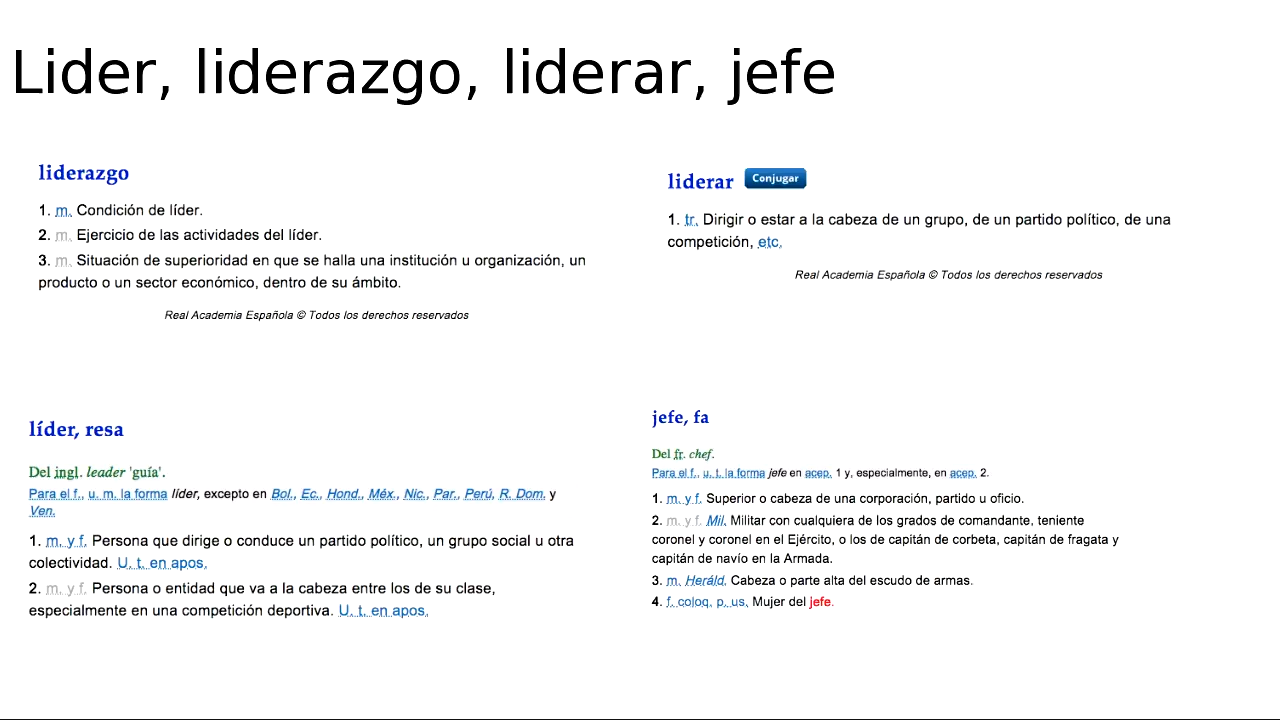 Lider, liderazgo, liderar, jefe
liderazgo
1. m. Condición de líder.
2. m. Ejercicio de las actividades del líder.
3. m. Situación de superioridad en que se halla una institución u organización, un
producto o un sector económico, dentro de su ámbito.
Real Academia Española © Todos los derechos reservados
liderar Conjugar
1. tr. Dirigir o estar a la cabeza de un grupo, de un partido político, de una
competición, etc.
Real Academia Española © Todos los derechos reservados
líder, resa
Del ingl. leader 'guía'.
Para el f., u. m. la forma líder, excepto en Bol., Ec., Hond., Méx., Nic., Par., Perú, R. Dom. y
Ven.
1. m. y f. Persona que dirige o conduce un partido político, un grupo social u otra
colectividad. U. t. en apos.
2. m. y f. Persona o entidad que va a la cabeza entre los de su clase,
especialmente en una competición deportiva. U. t. en apos.
jefe, fa
Del fr. chef.
Para el f., u. t. la forma jefe en acep. 1 y, especialmente, en acep. 2.
1. m. y f. Superior o cabeza de una corporación, partido u oficio.
2. m. y f. Mil. Militar con cualquiera de los grados de comandante, teniente
coronel y coronel en el Ejército, o los de capitán de corbeta, capitán de fragata y
capitán de navío en la Armada.
3. m. Heráld. Cabeza o parte alta del escudo de armas.
4. f. coloq. p. us. Mujer del jefe.